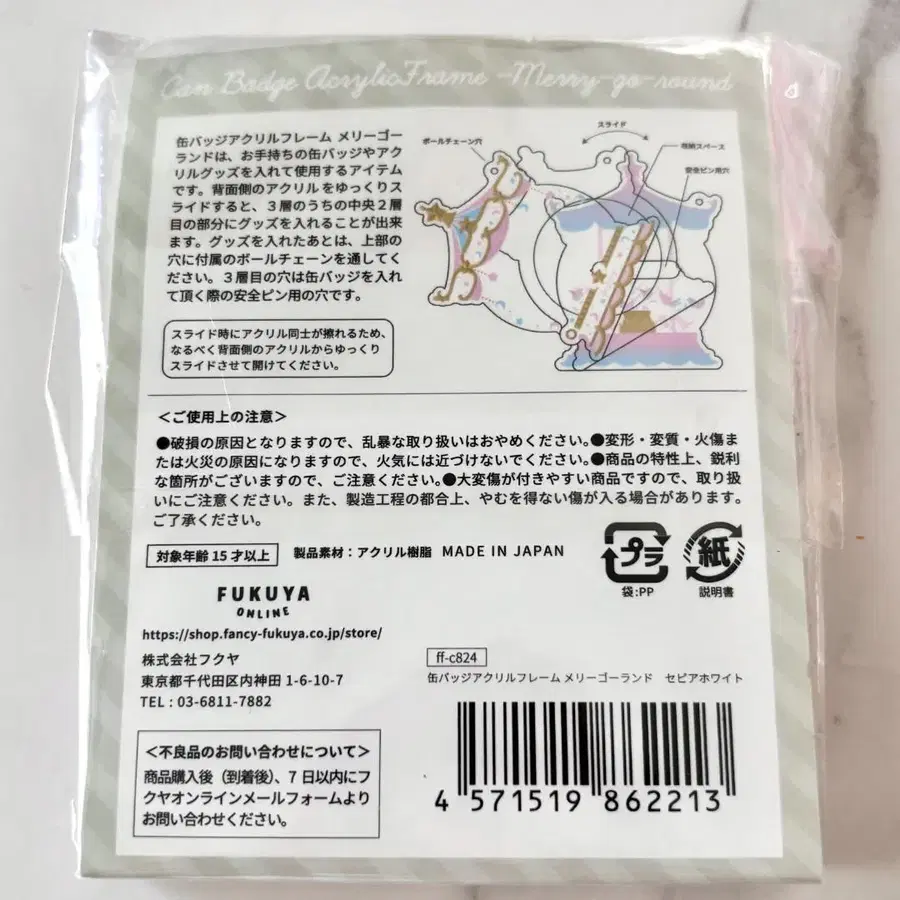 Can Badge AcrylicFrame -Merry-go-round
缶バッジアクリルフレーム メリーゴー
ランドは、お手持ちの缶バッジやアク
リルグッズを入れて使用するアイテム
です。背面側のアクリルをゆっくりス
ライドすると、3層のうちの中央2層
目の部分にグッズを入れることが出来
ます。グッズを入れたあとは、上部の
穴に付属のボールチェーンを通してく
ださい。3層目の穴は缶バッジを入れ
て頂く際の安全ピン用の穴です。
スライド
ボールチェーン穴
収納スペース
安全ピン用穴
スライド時にアクリル同士が擦れるため、
なるべく背面側のアクリルからゆっくり
スライドさせて開けてください。
<ご使用上の注意>
●破損の原因となりますので、乱暴な取り扱いはおやめください。●変形・変質・火傷ま
たは火災の原因になりますので、火気には近づけないでください。●商品の特性上、鋭利
な箇所がございますので、ご注意ください。●大変傷が付きやすい商品ですので、取り扱
いにご注意ください。また、製造工程の都合上、やむを得ない傷が入る場合があります。
ご了承ください。
対象年齢15才以上 製品素材:アクリル樹脂 MADE IN JAPAN
プラ
袋:PP
紙
説明書
FUKUYA
ONLINE
https://shop.fancy-fukuya.co.jp/store/
株式会社フクヤ
東京都千代田区内神田 1-6-10-7
TEL : 03-6811-7882
<不良品のお問い合わせについて>
商品購入後(到着後)、7日以内にフ
クヤオンラインメールフォームより
お問い合わせください。
ff-c824
缶バッジアクリルフレーム メリーゴーランド セピアホワイト
4 571519 862213